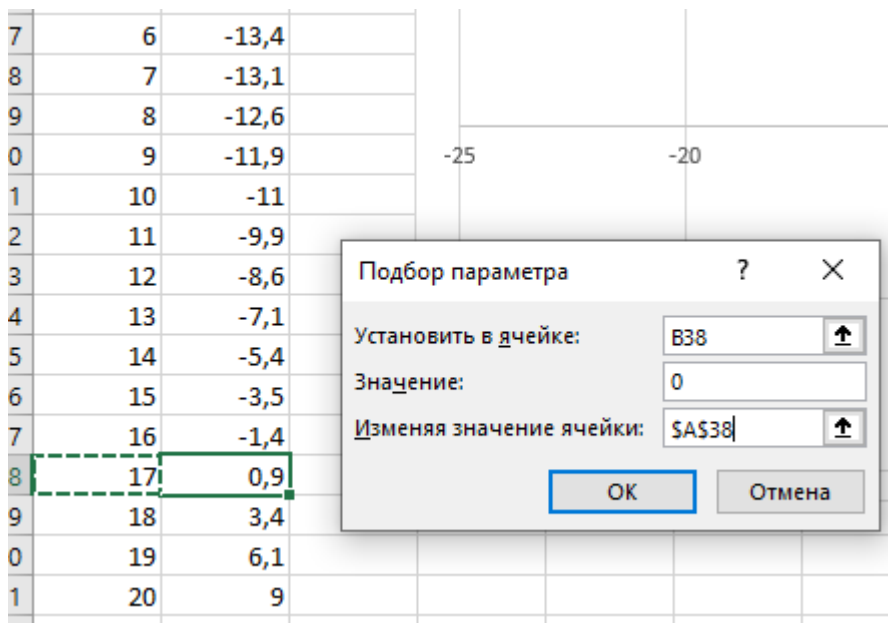 7 6 -13,4
8 7 -13,1
9 8 -12,6
0 9 -11,9
-25 -20
1 10 -11
2 11 -9,9
3 12 -8,6
4 13 -7,1
5 14 -5,4
6 15 -3,5
7 16 -1,4
8 17 0,9
9 18 3,4
0 19 6,1
1 20 9
Подбор параметра ?
Установить в ячейке: B38
Значение: 0
Изменяя значение ячейки: $A$38
ОК Отмена